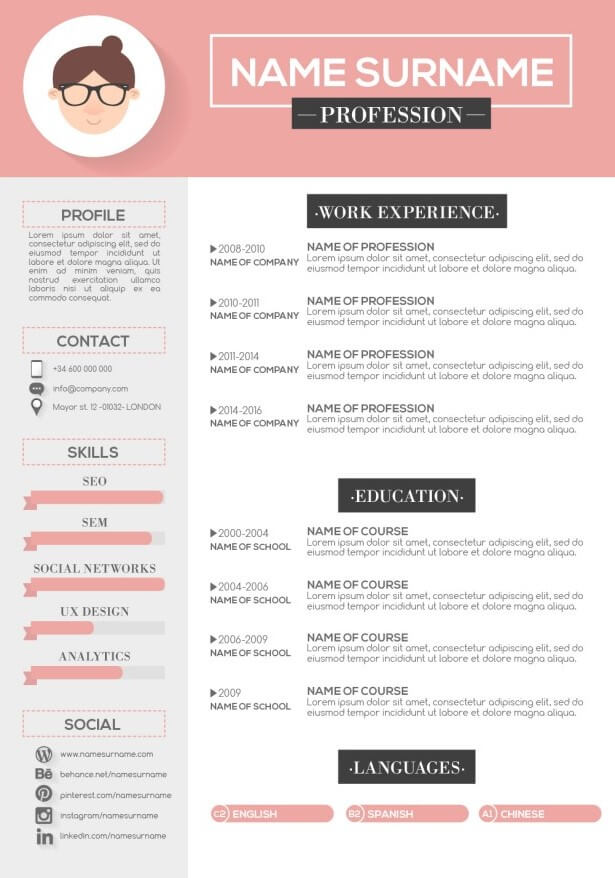 NAME SURNAME
—PROFESSION—
PROFILE
Lorem ipsum dolor sit amet,
consectetur adipiscing elit, sed do
eiusmod tempor incididunt ut
labore et dolore magna aliqua. Ut
enim ad minim veniam, quis
nostrud exercitation ullamco
laboris nisi ut aliquip ex ea
commodo consequat.
CONTACT
+34 600 000 000
info@company.com
Mayor st. 12 -01032- LONDON
SKILLS
SEO
SEM
SOCIAL NETWORKS
UX DESIGN
ANALYTICS
SOCIAL
www.namesurname.com
Bē behance.net/namesurname
pinterest.com/namesurname
instagram/namesurname
in linkedin.com/namesurname
·WORK EXPERIENCE·
2008-2010
NAME OF COMPANY
NAME OF PROFESSION
Lorem ipsum dolor sit amet, consectetur adipiscing elit, sed do
eiusmod tempor incididunt ut labore et dolore magna aliqua.
2010-2011
NAME OF COMPANY
NAME OF PROFESSION
Lorem ipsum dolor sit amet, consectetur adipiscing elit, sed do
eiusmod tempor incididunt ut labore et dolore magna aliqua.
2011-2014
NAME OF COMPANY
NAME OF PROFESSION
Lorem ipsum dolor sit amet, consectetur adipiscing elit, sed do
eiusmod tempor incididunt ut labore et dolore magna aliqua.
2014-2016
NAME OF COMPANY
NAME OF PROFESSION
Lorem ipsum dolor sit amet, consectetur adipiscing elit, sed do
eiusmod tempor incididunt ut labore et dolore magna aliqua.
·EDUCATION·
2000-2004
NAME OF SCHOOL
NAME OF COURSE
Lorem ipsum dolor sit amet, consectetur adipiscing elit, sed do
eiusmod tempor incididunt ut labore et dolore magna aliqua.
2004-2006
NAME OF SCHOOL
NAME OF COURSE
Lorem ipsum dolor sit amet, consectetur adipiscing elit, sed do
eiusmod tempor incididunt ut labore et dolore magna aliqua.
2006-2009
NAME OF SCHOOL
NAME OF COURSE
Lorem ipsum dolor sit amet, consectetur adipiscing elit, sed do
eiusmod tempor incididunt ut labore et dolore magna aliqua.
2009
NAME OF SCHOOL
NAME OF COURSE
Lorem ipsum dolor sit amet, consectetur adipiscing elit, sed do
eiusmod tempor incididunt ut labore et dolore magna aliqua.
·LANGUAGES·
C2 ENGLISH
B2 SPANISH
A1 CHINESE